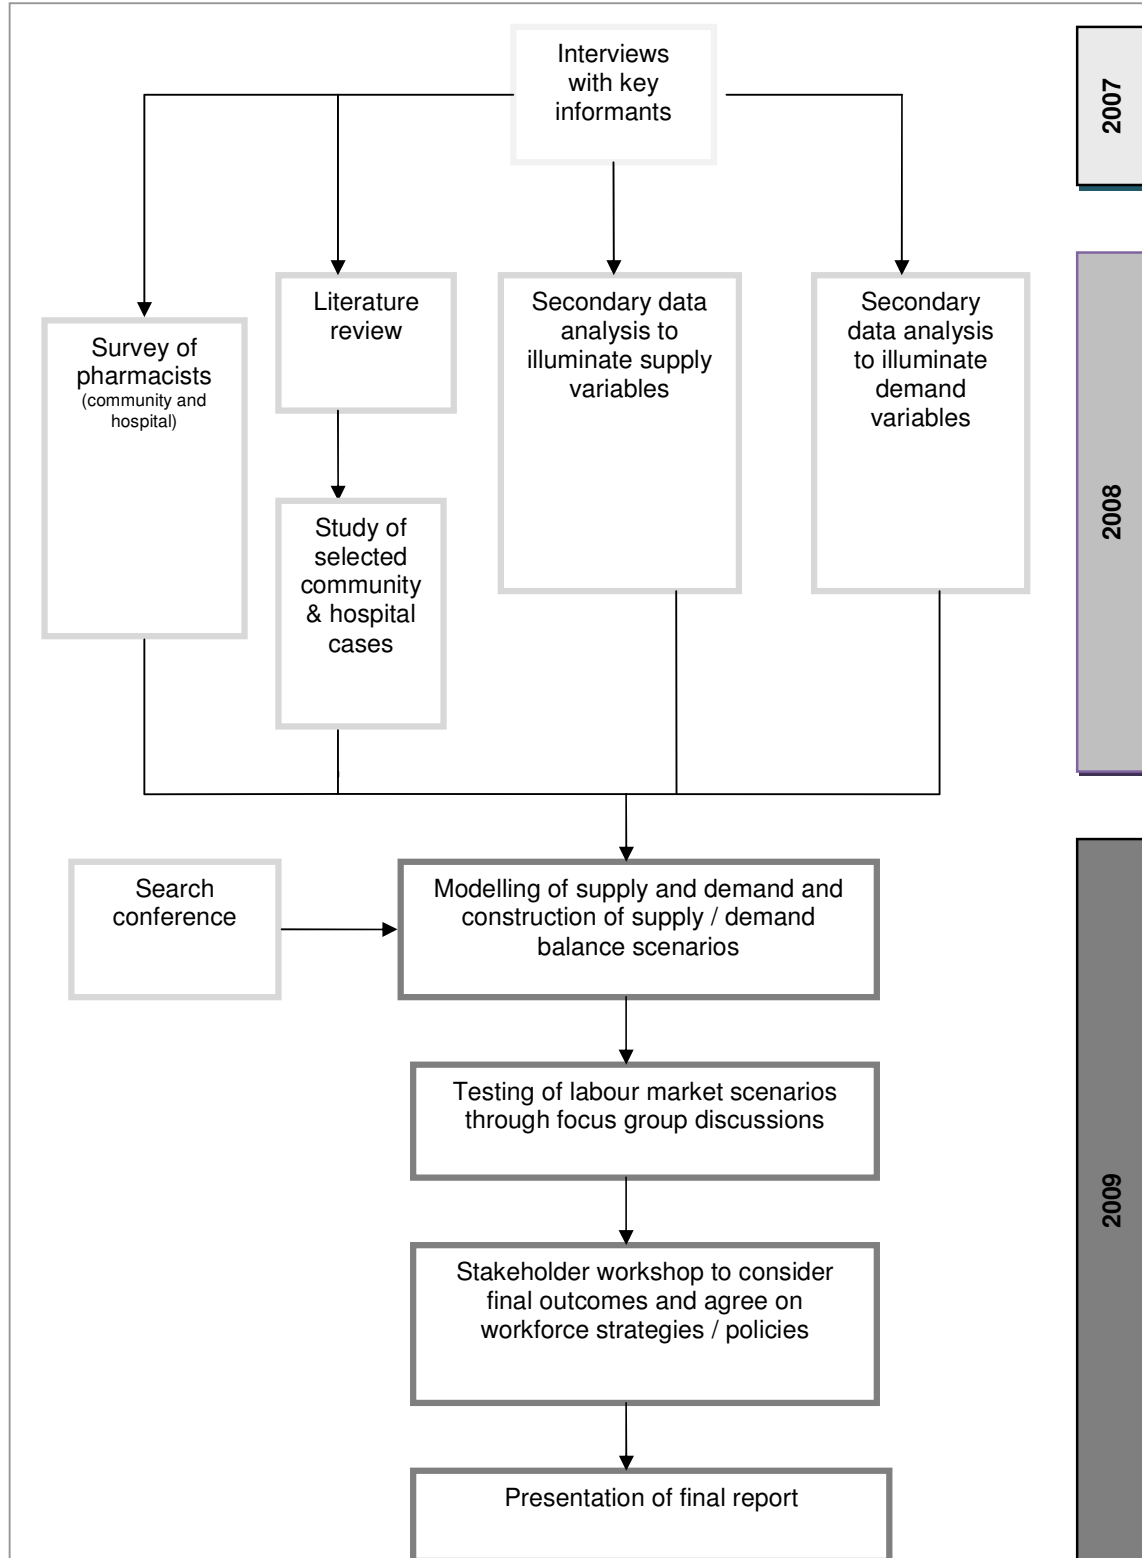 Interviews
with key
informants
2007
Literature
review
Secondary data
analysis to
illuminate supply
variables
Secondary
data analysis
to illuminate
demand
variables
Survey of
pharmacists
(community and
hospital)
Study of
selected
community
& hospital
cases
2008
Search
conference
Modelling of supply and demand and
construction of supply / demand
balance scenarios
Testing of labour market scenarios
through focus group discussions
Stakeholder workshop to consider
final outcomes and agree on
workforce strategies / policies
2009
Presentation of final report